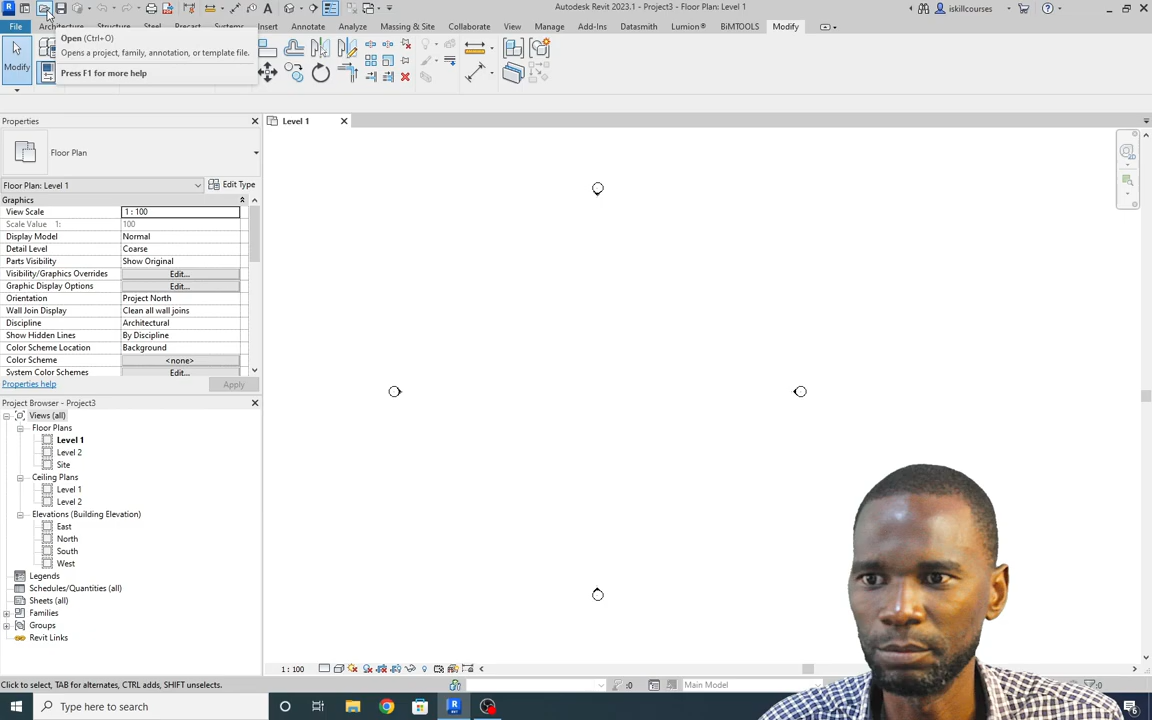 Autodesk Revit 2023.1 - Project3 - Floor Plan: Level 1
iskillcourses
File Architecture Structure Steel Precast Systems Insert Annotate Analyze Massing & Site Collaborate View Manage Add-Ins Datasmith Lumion® BiMTOOLS Modify
Open (Ctrl+O)
Opens a project, family, annotation, or template file.
Press F1 for more help
Modify
Properties
Level 1
Floor Plan
Floor Plan: Level 1
Edit Type
Graphics
View Scale 1 : 100
Scale Value 1: 100
Display Model Normal
Detail Level Coarse
Parts Visibility Show Original
Visibility/Graphics Overrides Edit...
Graphic Display Options Edit...
Orientation Project North
Wall Join Display Clean all wall joins
Discipline Architectural
Show Hidden Lines By Discipline
Color Scheme Location Background
Color Scheme <none>
System Color Schemes Edit...
Properties help
Apply
Project Browser - Project3
Views (all)
Floor Plans
Level 1
Level 2
Site
Ceiling Plans
Level 1
Level 2
Elevations (Building Elevation)
East
North
South
West
Legends
Schedules/Quantities (all)
Sheets (all)
Families
Groups
Revit Links
1 : 100
Click to select, TAB for alternates, CTRL adds, SHIFT unselects.
:0
Main Model
:0
Type here to search